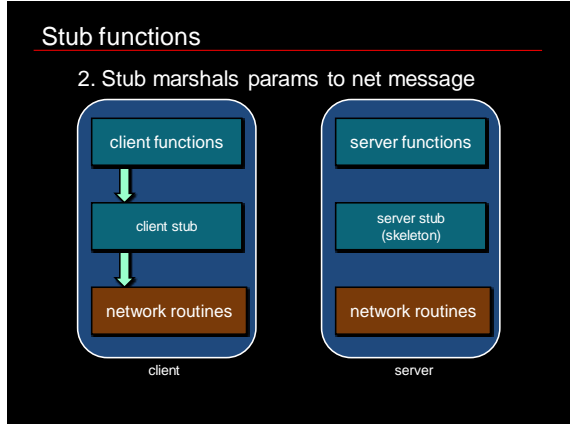 Stub functions
2. Stub marshals params to net message
client functions
server functions
client stub
server stub
(skeleton)
network routines
network routines
client
server